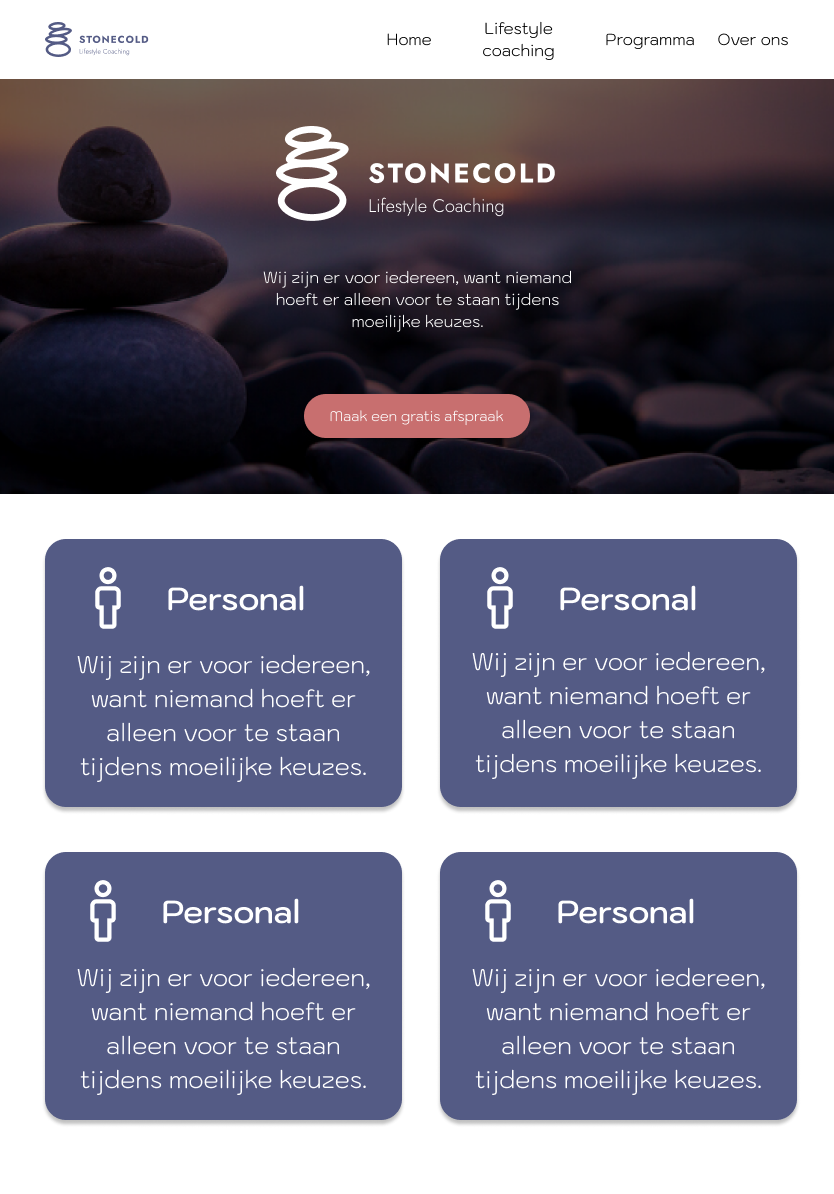 STONECOLD
Lifestyle Coaching
Home
Lifestyle
coaching
Programma
Over ons
STONECOLD
Lifestyle Coaching
Wij zijn er voor iedereen, want niemand
hoeft er alleen voor te staan tijdens
moeilijke keuzes.
Maak een gratis afspraak
Personal
Wij zijn er voor iedereen,
want niemand hoeft er
alleen voor te staan
tijdens moeilijke keuzes.
Personal
Wij zijn er voor iedereen,
want niemand hoeft er
alleen voor te staan
tijdens moeilijke keuzes.
Personal
Wij zijn er voor iedereen,
want niemand hoeft er
alleen voor te staan
tijdens moeilijke keuzes.
Personal
Wij zijn er voor iedereen,
want niemand hoeft er
alleen voor te staan
tijdens moeilijke keuzes.